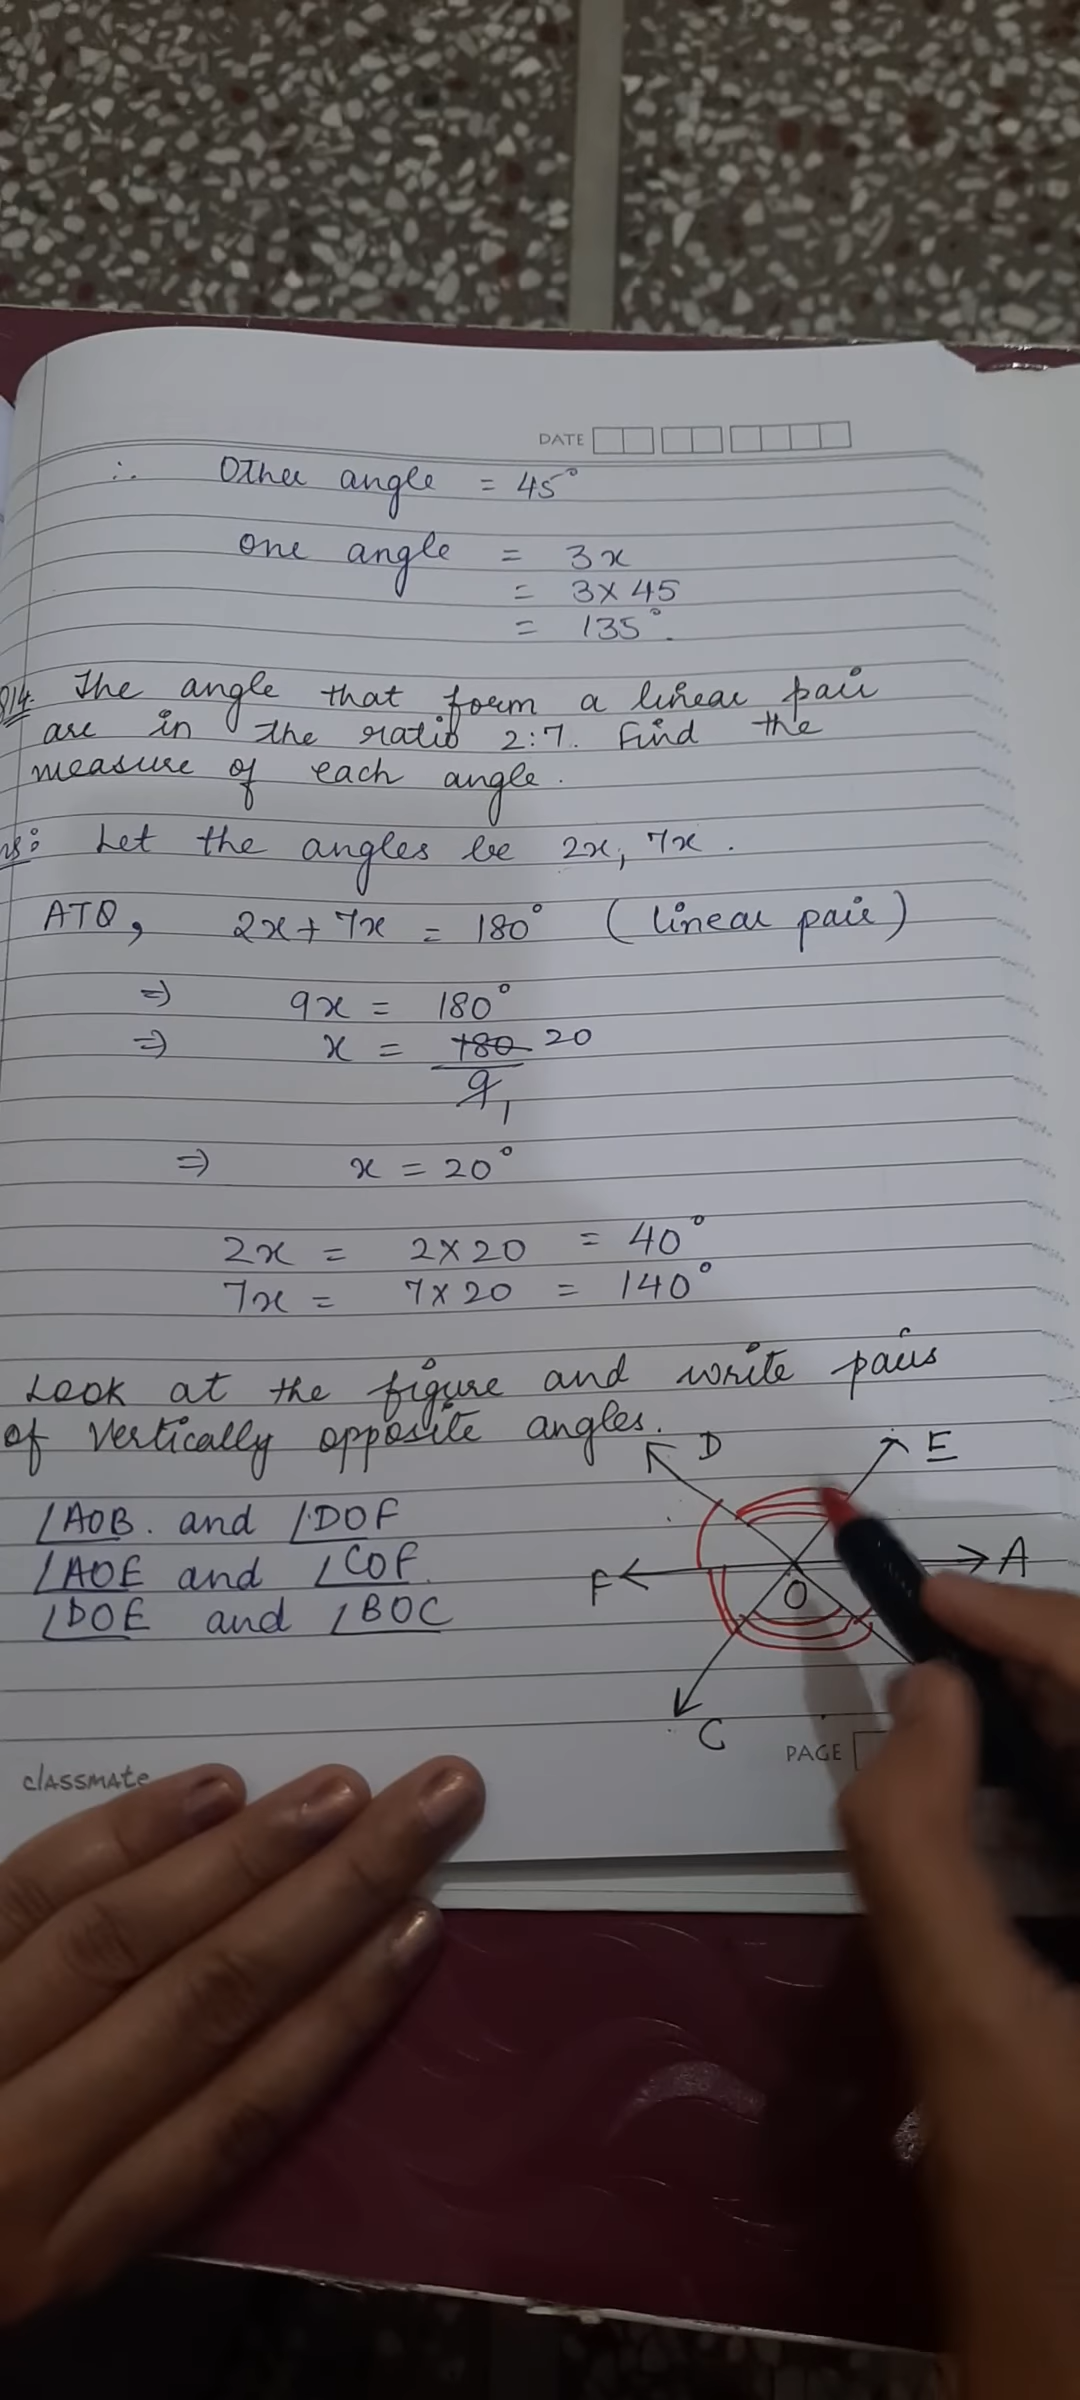 DATE
∴ Other angle = 45°
one angle = 3x
= 3×45
= 135°.
Q14. The angle that form a linear pair
are in the ratio 2:7. Find the
measure of each angle.
ns: Let the angles be 2x, 7x.
ATQ, 2x+7x = 180° (linear pair)
⇒ 9x = 180°
⇒ x = 180 20
9 1
⇒ x = 20°
2x = 2×20 = 40°
7x = 7×20 = 140°
Look at the figure and write pairs
of vertically opposite angles.
D E
∠AOB. and ∠DOF
∠AOE and ∠COF.
F A
O
∠DOE and ∠BOC
C
PAGE
classmate